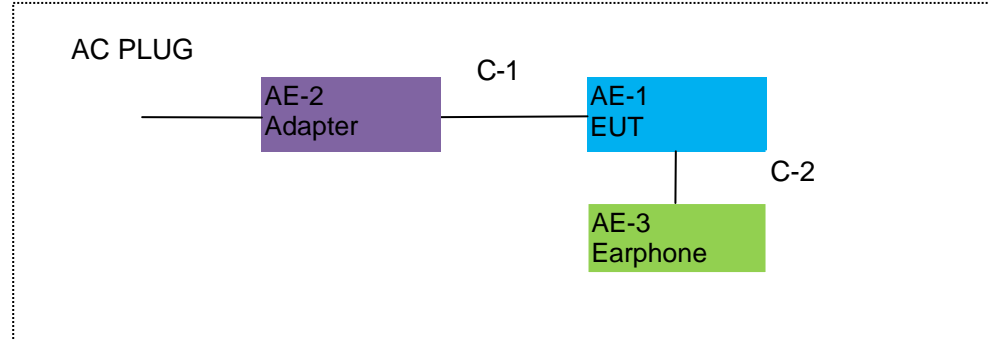 AC PLUG
C-1
AE-2
Adapter
AE-1
EUT
C-2
AE-3
Earphone